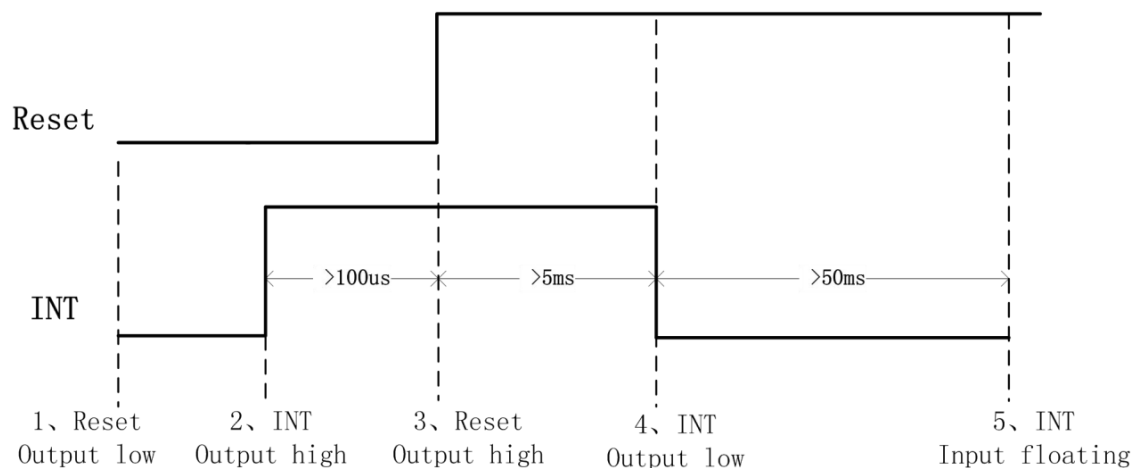 Reset
INT
>100us
>5ms
>50ms
1、Reset
Output low
2、INT
Output high
3、Reset
Output high
4、INT
Output low
5、INT
Input floating